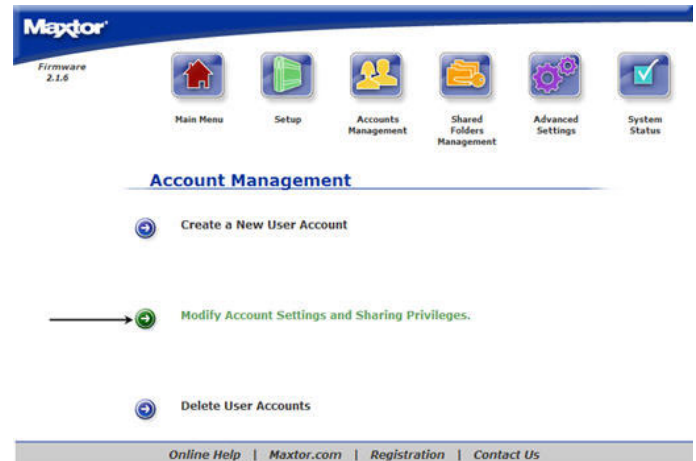 Maxtor
Firmware
2.1.6
Main Menu
Setup
Accounts
Management
Shared
Folders
Management
Advanced
Settings
System
Status
Account Management
Create a New User Account
Modify Account Settings and Sharing Privileges.
Delete User Accounts
Online Help | Maxtor.com | Registration | Contact Us